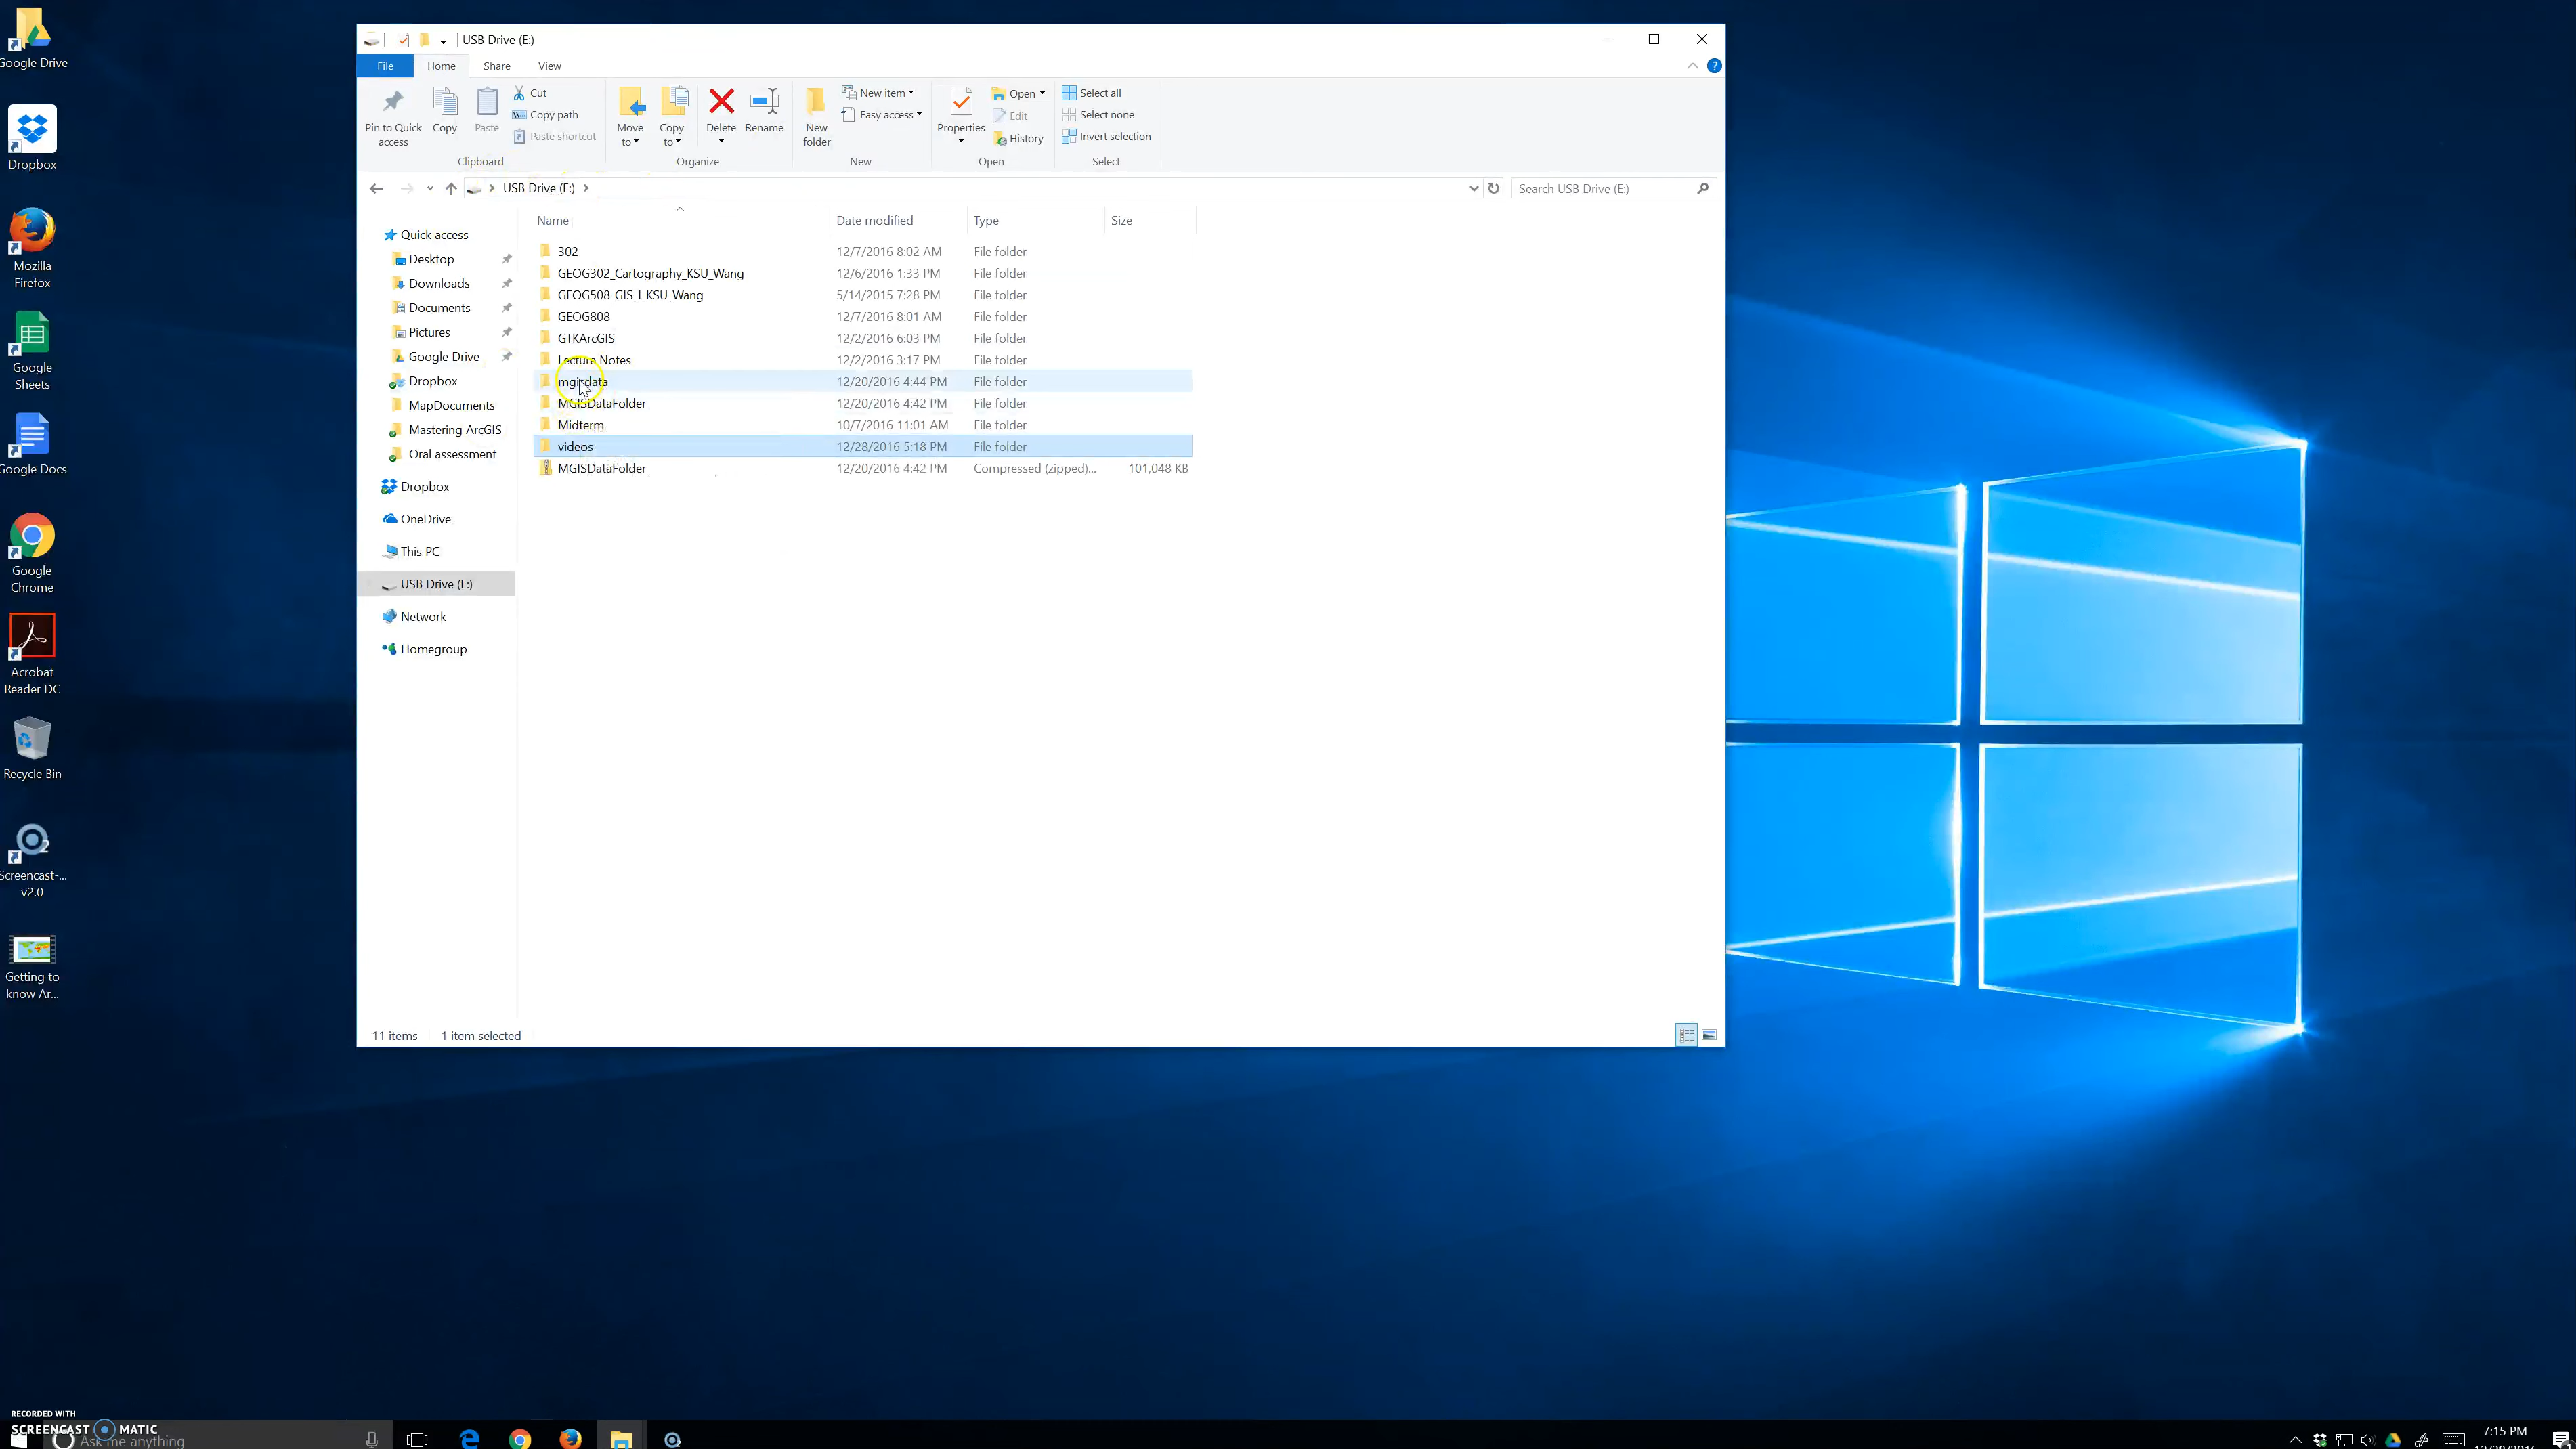 Google Drive
Dropbox
Mozilla
Firefox
Google
Sheets
Google Docs
Google
Chrome
Acrobat
Reader DC
Recycle Bin
Screencast-...
v2.0
Getting to
know Ar...
USB Drive (E:)
File Home Share View
Pin to Quick
access
Copy
Paste
Cut
Copy path
Paste shortcut
Clipboard
Move
to
Copy
to
Delete
Rename
Organize
New
folder
New item
Easy access
New
Properties
Open
Edit
History
Open
Select all
Select none
Invert selection
Select
USB Drive (E:)
Search USB Drive (E:)
Quick access
Desktop
Downloads
Documents
Pictures
Google Drive
Dropbox
MapDocuments
Mastering ArcGIS
Oral assessment
Dropbox
OneDrive
This PC
USB Drive (E:)
Network
Homegroup
Name Date modified Type Size
302 12/7/2016 8:02 AM File folder
GEOG302_Cartography_KSU_Wang 12/6/2016 1:33 PM File folder
GEOG508_GIS_I_KSU_Wang 5/14/2015 7:28 PM File folder
GEOG808 12/7/2016 8:01 AM File folder
GTKArcGIS 12/2/2016 6:03 PM File folder
Lecture Notes 12/2/2016 3:17 PM File folder
mgisdata 12/20/2016 4:44 PM File folder
MGISDataFolder 12/20/2016 4:42 PM File folder
Midterm 10/7/2016 11:01 AM File folder
videos 12/28/2016 5:18 PM File folder
MGISDataFolder 12/20/2016 4:42 PM Compressed (zipped)... 101,048 KB
11 items 1 item selected
RECORDED WITH
SCREENCAST MATIC
Ask me anything
7:15 PM